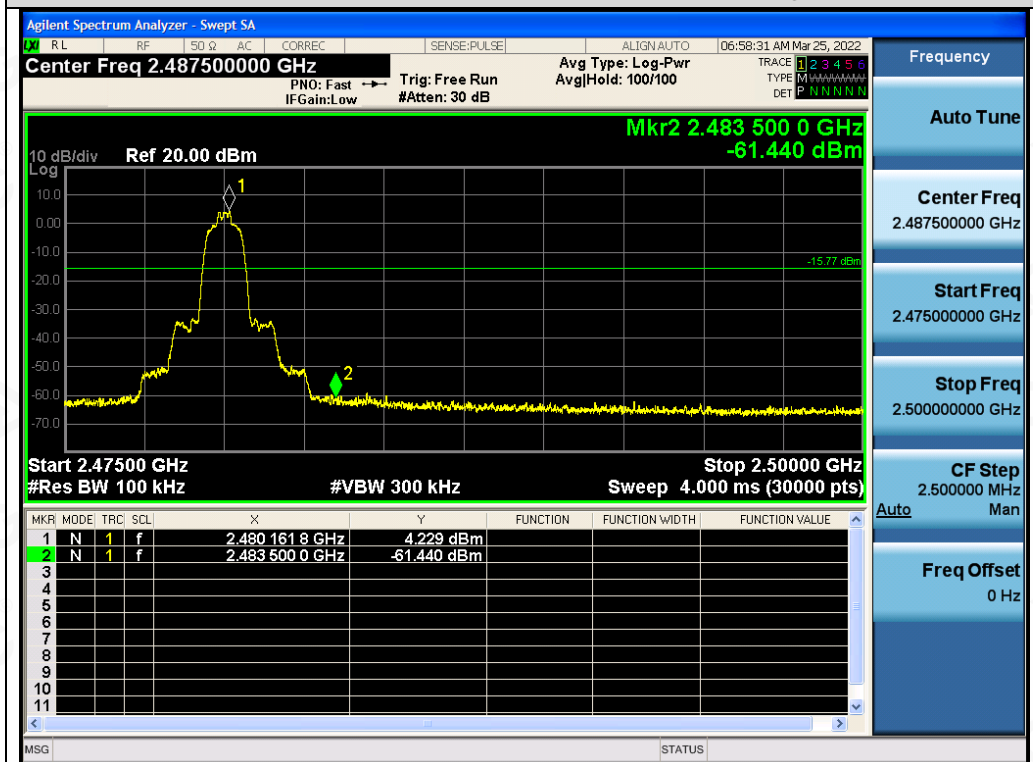 Agilent Spectrum Analyzer - Swept SA
LXI RL RF 50 Ω AC CORREC SENSE:PULSE ALIGN AUTO 06:58:31 AM Mar 25, 2022
Center Freq 2.487500000 GHz
PNO: Fast
IFGain:Low
Trig: Free Run
#Atten: 30 dB
Avg Type: Log-Pwr
Avg|Hold: 100/100
TRACE 1 2 3 4 5 6
TYPE M
DET P N N N N N
Mkr2 2.483 500 0 GHz
-61.440 dBm
10 dB/div Ref 20.00 dBm
Log
10.0
0.00
-10.0
-20.0
-30.0
-40.0
-50.0
-60.0
-70.0
1
-15.77 dBm
2
Start 2.47500 GHz Stop 2.50000 GHz
#Res BW 100 kHz #VBW 300 kHz Sweep 4.000 ms (30000 pts)
MKR MODE TRC SCL X Y FUNCTION FUNCTION WIDTH FUNCTION VALUE
1 N 1 f 2.480 161 8 GHz 4.229 dBm
2 N 1 f 2.483 500 0 GHz -61.440 dBm
3
4
5
6
7
8
9
10
11
MSG STATUS
Frequency
Auto Tune
Center Freq
2.487500000 GHz
Start Freq
2.475000000 GHz
Stop Freq
2.500000000 GHz
CF Step
2.500000 MHz
Auto Man
Freq Offset
0 Hz